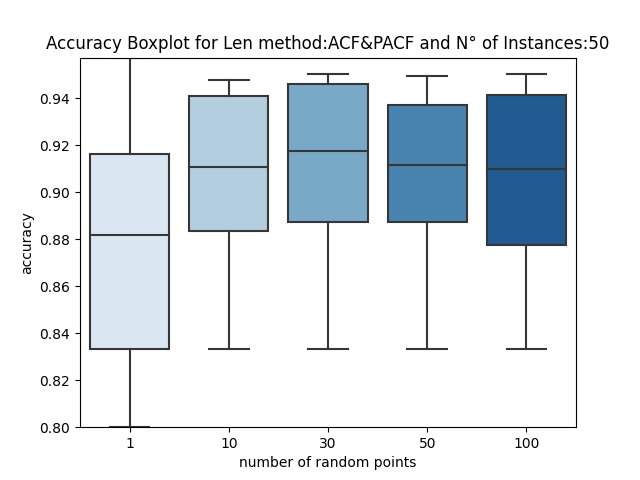 Accuracy Boxplot for Len method:ACF&PACF and N° of Instances:50
0.94
0.92
0.90
0.88
0.86
0.84
0.82
0.80
accuracy
1 10 30 50 100
number of random points